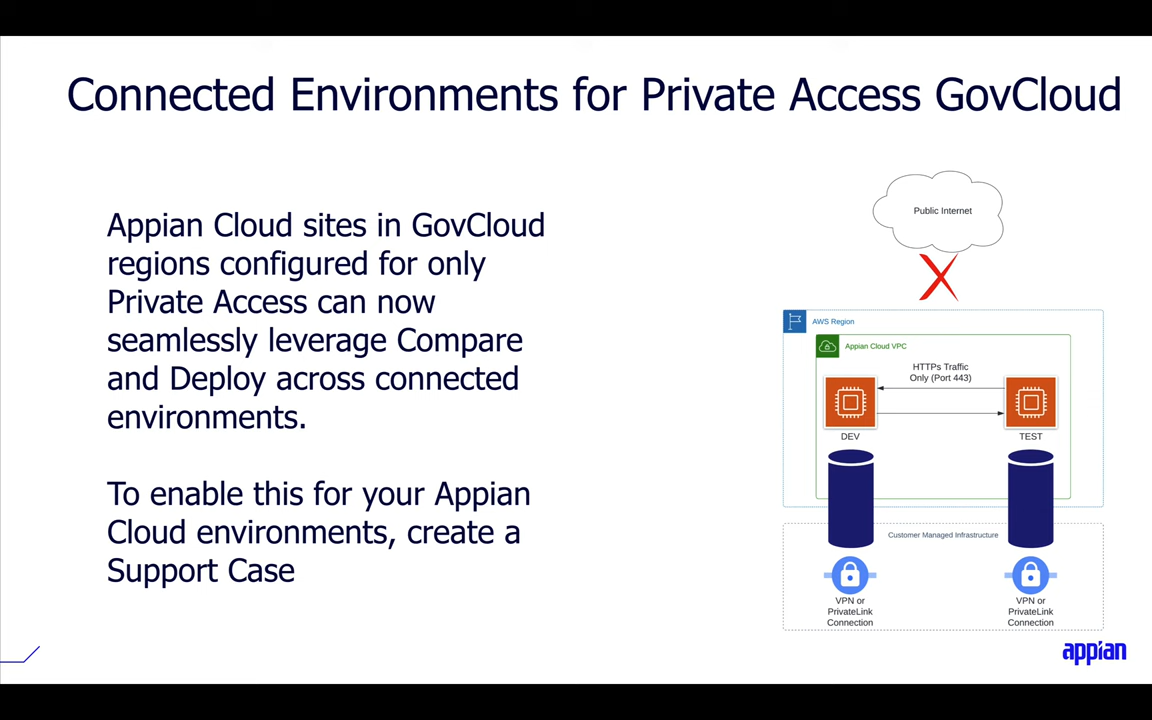 Connected Environments for Private Access GovCloud
Appian Cloud sites in GovCloud
regions configured for only
Private Access can now
seamlessly leverage Compare
and Deploy across connected
environments.
To enable this for your Appian
Cloud environments, create a
Support Case
Public Internet
AWS Region
Appian Cloud VPC
HTTPs Traffic
Only (Port 443)
DEV
TEST
Customer Managed Infrastructure
VPN or
PrivateLink
Connection
VPN or
PrivateLink
Connection
appian